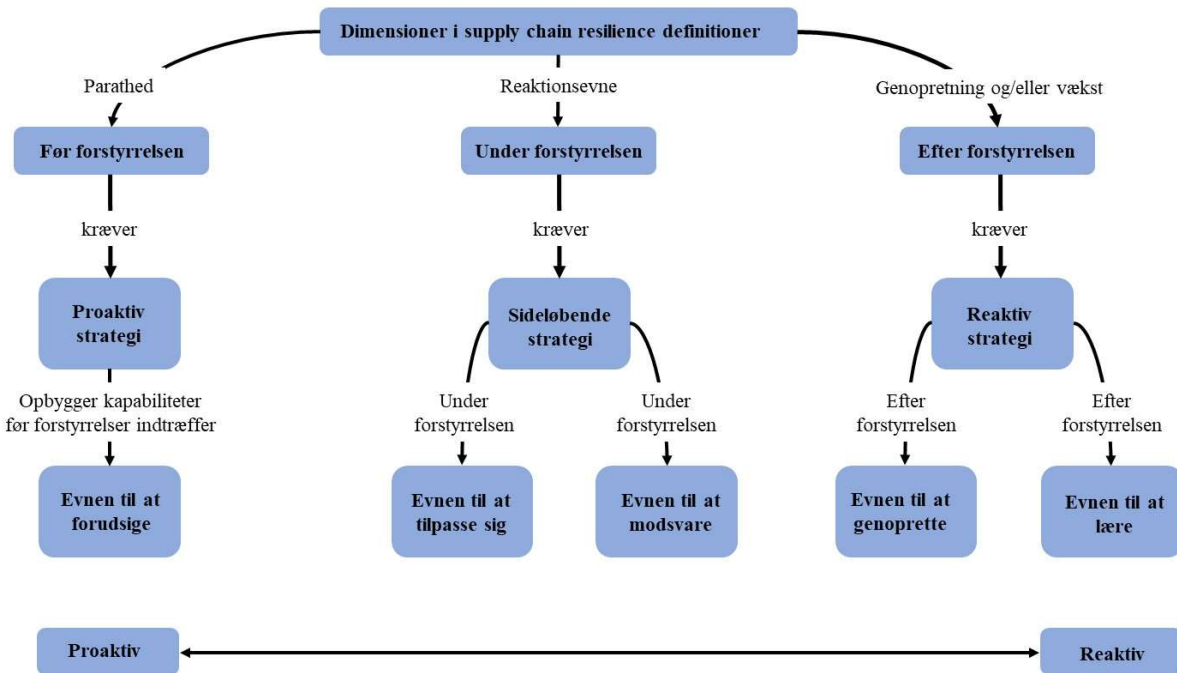 Dimensioner i supply chain resilience definitioner
Parathed
Reaktionsevne
Genopretning og/eller vækst
Før forstyrrelsen
Under forstyrrelsen
Efter forstyrrelsen
kræver
kræver
kræver
Proaktiv
strategi
Sideløbende
strategi
Reaktiv
strategi
Opbygger kapabiliteter
før forstyrrelser indtræffer
Under
forstyrrelsen
Under
forstyrrelsen
Efter
forstyrrelsen
Efter
forstyrrelsen
Evnen til at
forudsige
Evnen til at
tilpasse sig
Evnen til at
modsvare
Evnen til at
genoprette
Evnen til at
lære
Proaktiv
Reaktiv